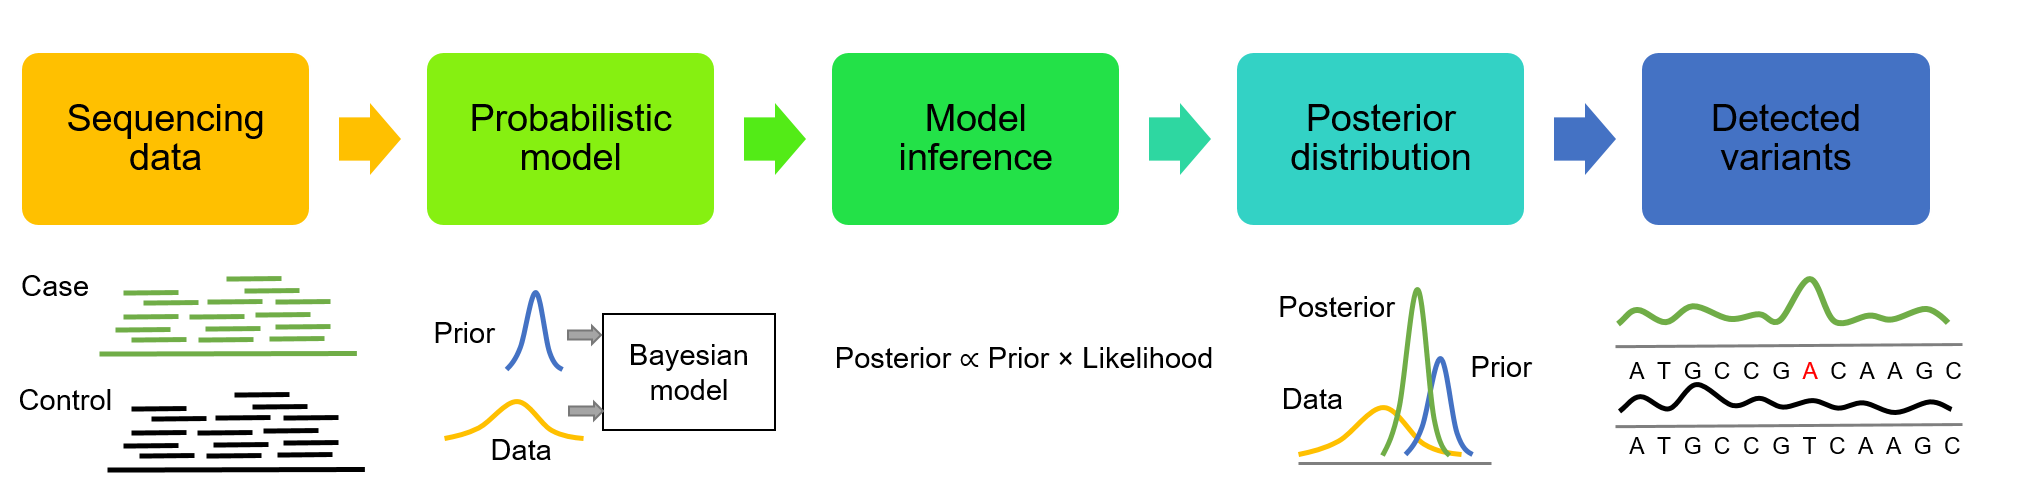 Sequencing
data
Probabilistic
model
Model
inference
Posterior
distribution
Detected
variants
Case
Control
Prior
Data
Bayesian
model
Posterior ∝ Prior × Likelihood
Posterior
Prior
Data
A T G C C G A C A A G C
A T G C C G T C A A G C